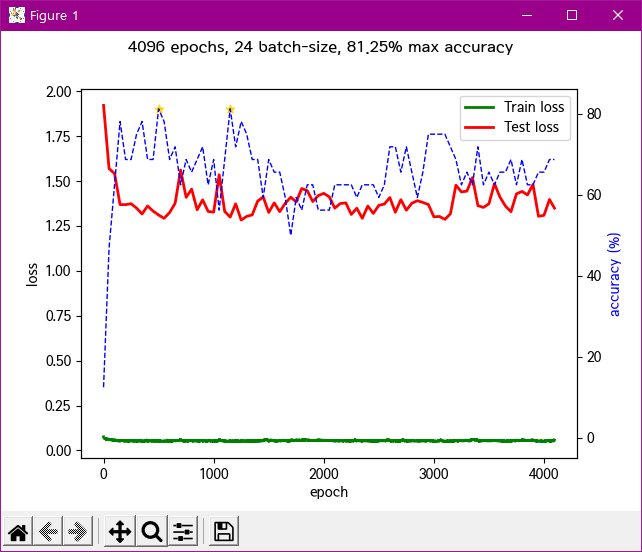 Figure 1
4096 epochs, 24 batch-size, 81.25% max accuracy
Train loss
Test loss
2.00
1.75
1.50
1.25
1.00
0.75
0.50
0.25
0.00
loss
80
60
40
20
0
accuracy (%)
0
1000
2000
3000
4000
epoch